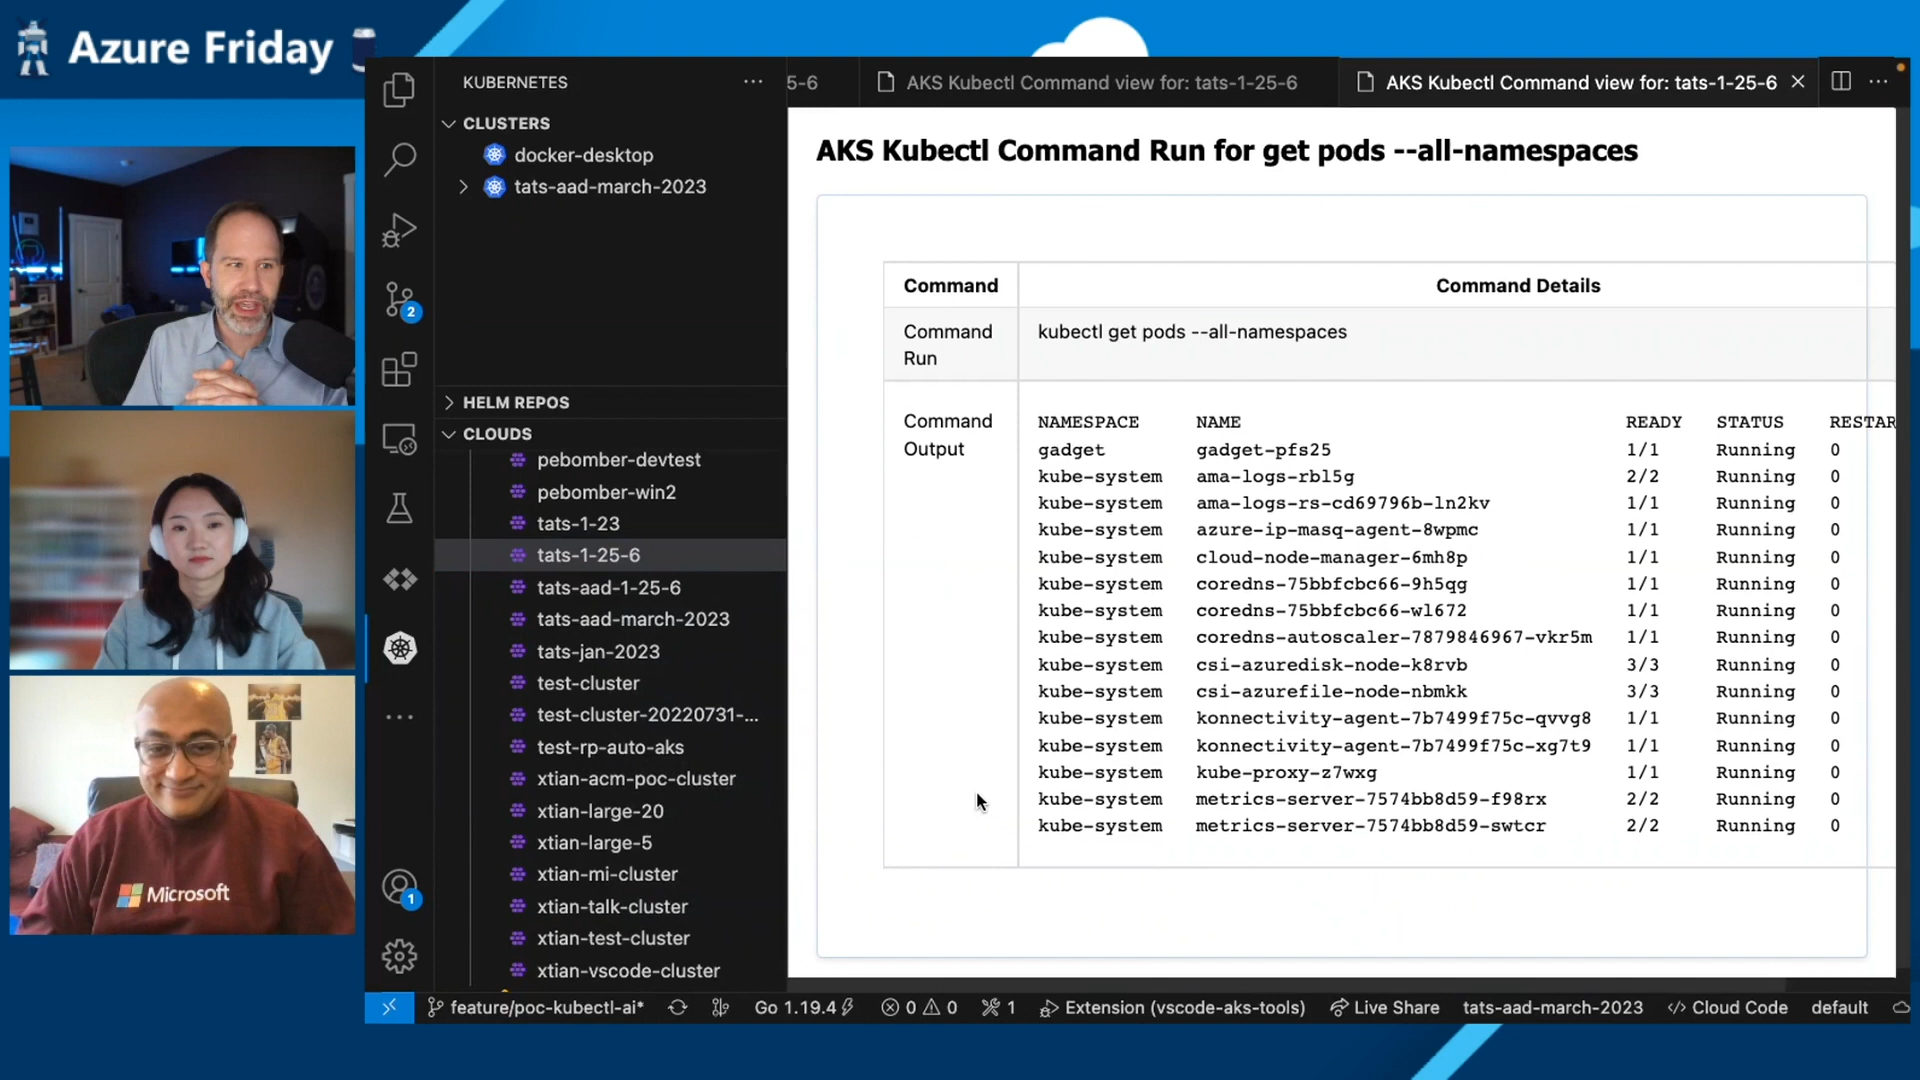 Azure Friday
KUBERNETES
5-6
AKS Kubectl Command view for: tats-1-25-6
AKS Kubectl Command view for: tats-1-25-6
CLUSTERS
docker-desktop
tats-aad-march-2023
HELM REPOS
CLOUDS
pebomber-devtest
pebomber-win2
tats-1-23
tats-1-25-6
tats-aad-1-25-6
tats-aad-march-2023
tats-jan-2023
test-cluster
test-cluster-20220731-...
test-rp-auto-aks
xtian-acm-poc-cluster
xtian-large-20
xtian-large-5
xtian-mi-cluster
xtian-talk-cluster
xtian-test-cluster
xtian-vscode-cluster
2
1
AKS Kubectl Command Run for get pods --all-namespaces
Command Command Details
Command Run kubectl get pods --all-namespaces
Command Output
NAMESPACE NAME READY STATUS RESTAR
gadget gadget-pfs25 1/1 Running 0
kube-system ama-logs-rbl5g 2/2 Running 0
kube-system ama-logs-rs-cd69796b-ln2kv 1/1 Running 0
kube-system azure-ip-masq-agent-8wpmc 1/1 Running 0
kube-system cloud-node-manager-6mh8p 1/1 Running 0
kube-system coredns-75bbfcbc66-9h5qg 1/1 Running 0
kube-system coredns-75bbfcbc66-wl672 1/1 Running 0
kube-system coredns-autoscaler-7879846967-vkr5m 1/1 Running 0
kube-system csi-azuredisk-node-k8rvb 3/3 Running 0
kube-system csi-azurefile-node-nbmkk 3/3 Running 0
kube-system konnectivity-agent-7b7499f75c-qvvg8 1/1 Running 0
kube-system konnectivity-agent-7b7499f75c-xg7t9 1/1 Running 0
kube-system kube-proxy-z7wxg 1/1 Running 0
kube-system metrics-server-7574bb8d59-f98rx 2/2 Running 0
kube-system metrics-server-7574bb8d59-swtcr 2/2 Running 0
Microsoft
feature/poc-kubectl-ai* Go 1.19.4 0 0 1 Extension (vscode-aks-tools) Live Share tats-aad-march-2023 Cloud Code default